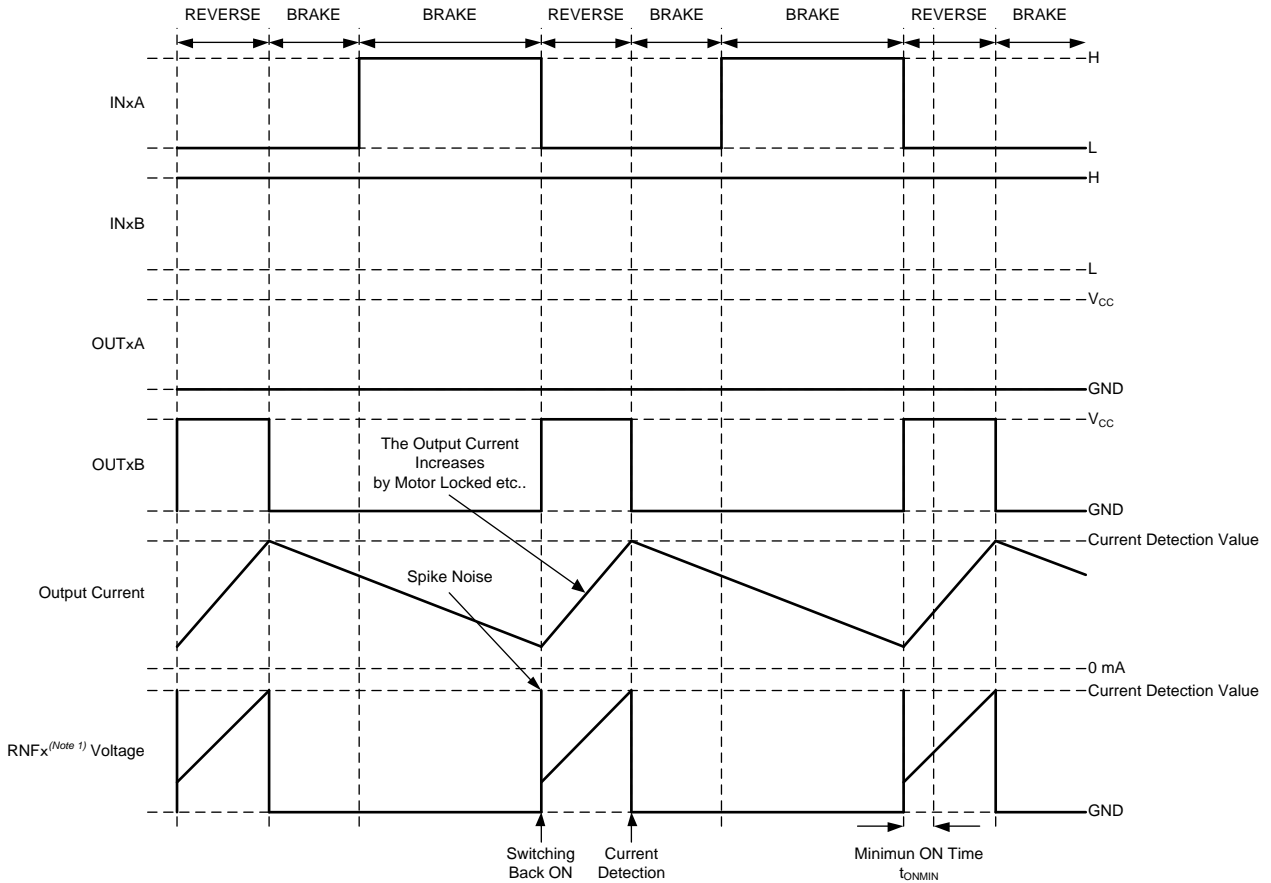 REVERSE BRAKE BRAKE REVERSE BRAKE BRAKE REVERSE BRAKE
H
INxA
L
H
INxB
L
VCC
OUTxA
GND
VCC
OUTxB
The Output Current
Increases
by Motor Locked etc..
GND
Current Detection Value
Output Current
Spike Noise
0 mA
Current Detection Value
RNFx(Note 1) Voltage
GND
Switching
Back ON
Current
Detection
Minimun ON Time
tONMIN